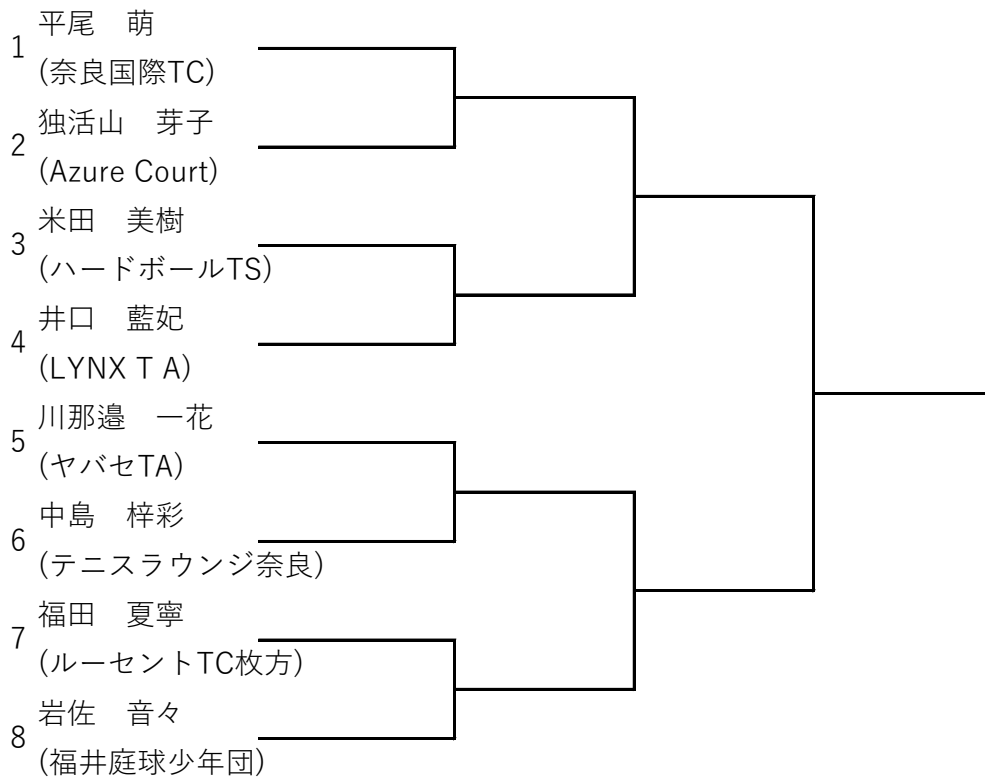 1
平尾　萌
(奈良国際TC)
2
独活山　芽子
(Azure Court)
3
米田　美樹
(ハードボールTS)
4
井口　藍妃
(LYNX T A)
5
川那邉　一花
(ヤバセTA)
6
中島　梓彩
(テニスラウンジ奈良)
7
福田　夏寧
(ルーセントTC枚方)
8
岩佐　音々
(福井庭球少年団)